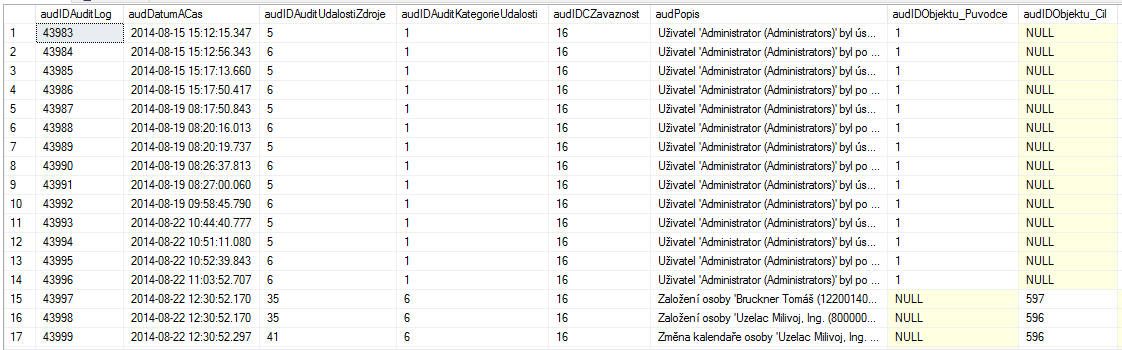 audIDAuditLog audDatumACas audIDAuditUdalostiZdroje audIDAuditKategorieUdalosti audIDCZavaznost audPopis audIDObjektu_Puvodce audIDObjektu_Cil
1 43983 2014-08-15 15:12:15.347 5 1 16 Uživatel 'Administrator (Administrators)' byl ús... 1 NULL
2 43984 2014-08-15 15:12:56.343 6 1 16 Uživatel 'Administrator (Administrators)' byl po ... 1 NULL
3 43985 2014-08-15 15:17:13.660 5 1 16 Uživatel 'Administrator (Administrators)' byl ús... 1 NULL
4 43986 2014-08-15 15:17:50.417 6 1 16 Uživatel 'Administrator (Administrators)' byl po ... 1 NULL
5 43987 2014-08-19 08:17:50.843 5 1 16 Uživatel 'Administrator (Administrators)' byl ús... 1 NULL
6 43988 2014-08-19 08:20:16.013 6 1 16 Uživatel 'Administrator (Administrators)' byl po ... 1 NULL
7 43989 2014-08-19 08:20:19.737 5 1 16 Uživatel 'Administrator (Administrators)' byl ús... 1 NULL
8 43990 2014-08-19 08:26:37.813 6 1 16 Uživatel 'Administrator (Administrators)' byl po ... 1 NULL
9 43991 2014-08-19 08:27:00.060 5 1 16 Uživatel 'Administrator (Administrators)' byl ús... 1 NULL
10 43992 2014-08-19 09:58:45.790 6 1 16 Uživatel 'Administrator (Administrators)' byl po ... 1 NULL
11 43993 2014-08-22 10:44:40.777 5 1 16 Uživatel 'Administrator (Administrators)' byl ús... 1 NULL
12 43994 2014-08-22 10:51:11.080 5 1 16 Uživatel 'Administrator (Administrators)' byl ús... 1 NULL
13 43995 2014-08-22 10:52:39.843 6 1 16 Uživatel 'Administrator (Administrators)' byl po ... 1 NULL
14 43996 2014-08-22 11:03:52.707 6 1 16 Uživatel 'Administrator (Administrators)' byl po ... 1 NULL
15 43997 2014-08-22 12:30:52.170 35 6 16 Založení osoby 'Bruckner Tomáš (12200140... NULL 597
16 43998 2014-08-22 12:30:52.170 35 6 16 Založení osoby 'Uzelac Milivoj, Ing. (800000... NULL 596
17 43999 2014-08-22 12:30:52.297 41 6 16 Změna kalendaře osoby 'Uzelac Milivoj, Ing. ... NULL 596